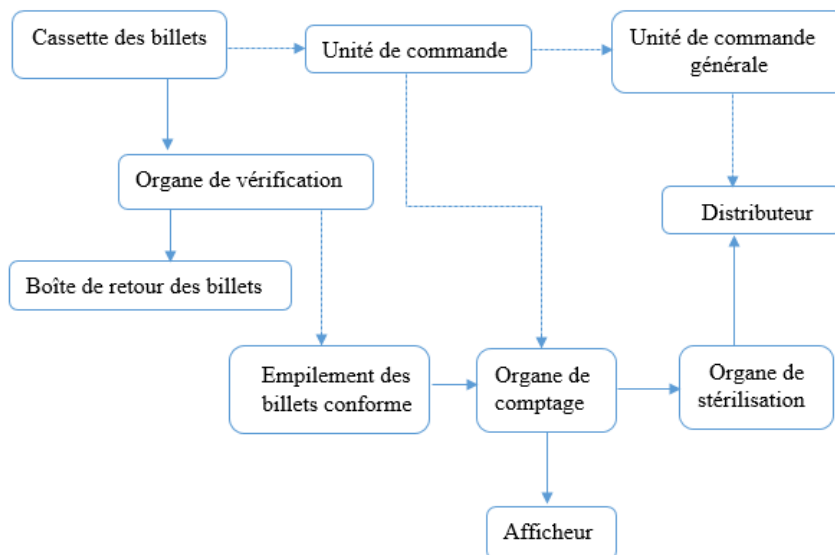 Cassette des billets
Unité de commande
Unité de commande
générale
Organe de vérification
Distributeur
Boîte de retour des billets
Empilement des
billets conforme
Organe de
comptage
Organe de
stérilisation
Afficheur